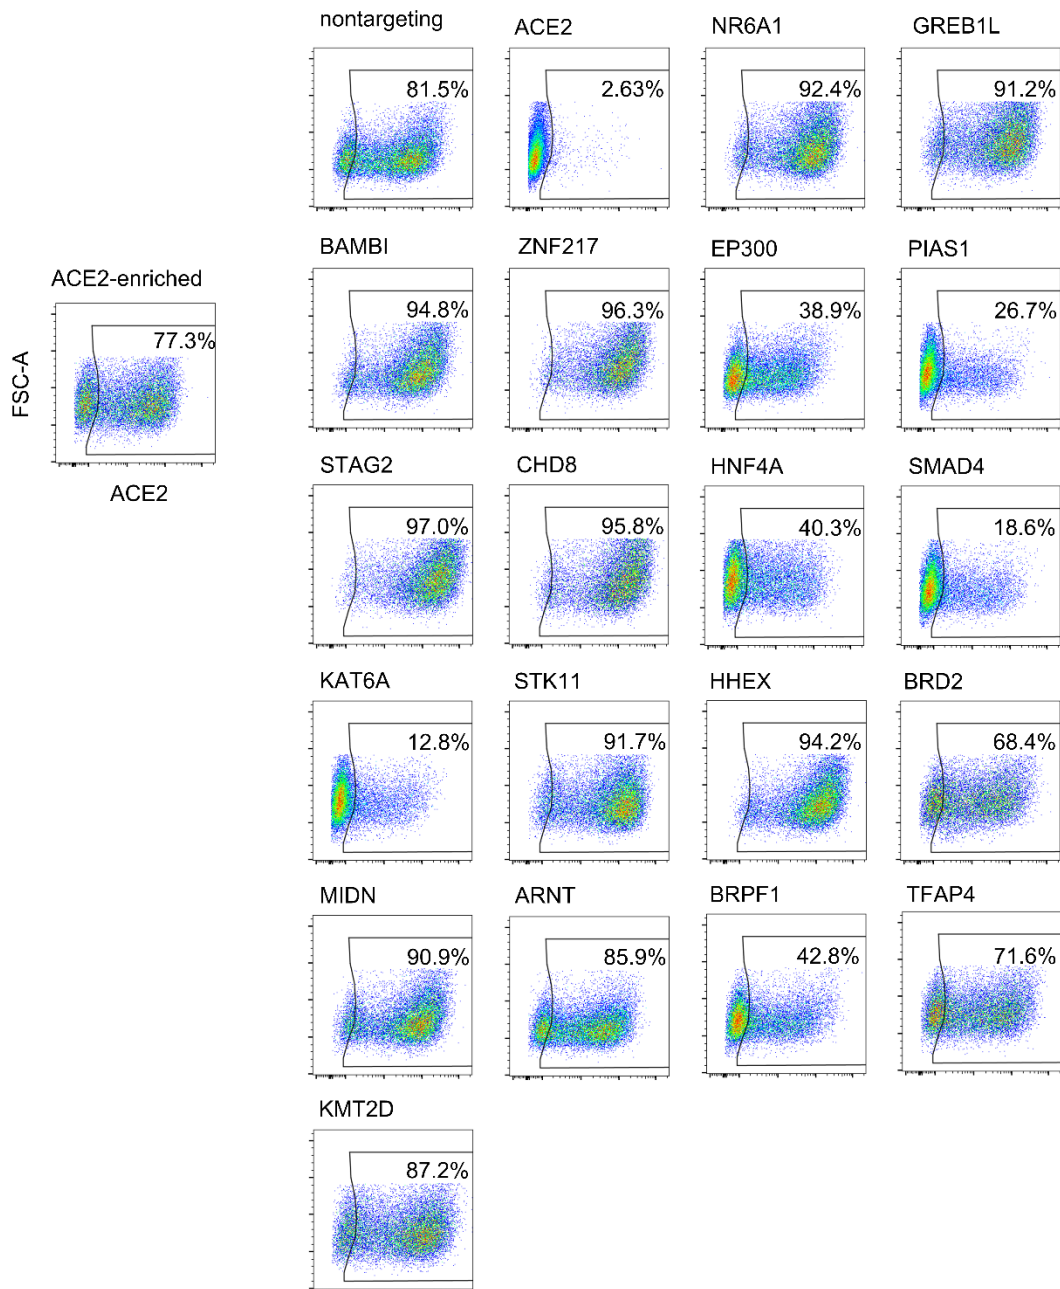 nontargeting ACE2 NR6A1 GREB1L
81.5% 2.63% 92.4% 91.2%
BAMBI ZNF217 EP300 PIAS1
94.8% 96.3% 38.9% 26.7%
ACE2-enriched
77.3%
FSC-A
ACE2
STAG2 CHD8 HNF4A SMAD4
97.0% 95.8% 40.3% 18.6%
KAT6A STK11 HHEX BRD2
12.8% 91.7% 94.2% 68.4%
MIDN ARNT BRPF1 TFAP4
90.9% 85.9% 42.8% 71.6%
KMT2D
87.2%